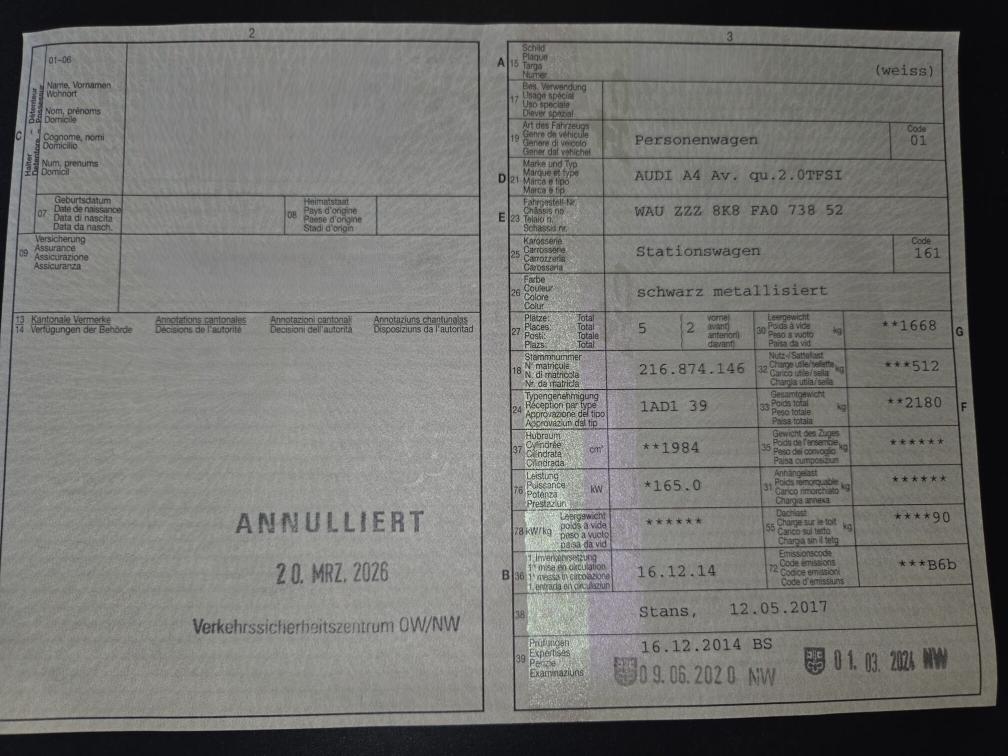 2
01-06
C
Halter - Détenteur
Detentore - Possessur
Name, Vornamen
Wohnort
Nom, prénoms
Domicile
Cognome, nomi
Domicilio
Num, prenums
Domicil
07
Geburtsdatum
Date de naissance
Data di nascita
Data da nasch.
08
Heimatstaat
Pays d'origine
Paese d'origine
Stadi d'origin
09
Versicherung
Assurance
Assicurazione
Assicuranza
13 Kantonale Vermerke Annotations cantonales Annotazioni cantonali Annotaziuns chantunalas
14 Verfügungen der Behörde Décisions de l'autorité Decisioni dell'autorità Disposiziuns da l'autoritad
ANNULLIERT
20. MRZ. 2026
Verkehrssicherheitszentrum OW/NW
3
A 15
Schild
Plaque
Targa
Numer
(weiss)
17
Bes. Verwendung
Usage spécial
Uso speciale
Diever spezial
19
Art des Fahrzeugs
Genre de véhicule
Genere di veicolo
Gener dal vehichel
Personenwagen
Code
01
D 21
Marke und Typ
Marque et type
Marca e tipo
Marca e tip
AUDI A4 Av. qu.2.0TFSI
E 23
Fahrgestell-Nr.
Châssis no
Telaio n.
Schassis nr.
WAU ZZZ 8K8 FA0 738 52
25
Karosserie
Carrosserie
Carrozzeria
Carossaria
Stationswagen
Code
161
26
Farbe
Couleur
Colore
Colur
schwarz metallisiert
27
Plätze: Total
Places: Total
Posti: Totale
Plazs: Total
5
2
vorne)
avant)
anteriori)
davant)
30
Leergewicht
Poids à vide
Peso a vuoto
Paisa da vid
kg
**1668
G
18
Stammnummer
N° matricule
N. di matricola
Nr. da matricla
216.874.146
32
Nutz-/Sattellast
Charge utile/sellette
Carico utile/sella
Chargia utila/sella
kg
***512
24
Typengenehmigung
Réception par type
Approvazione del tipo
Approvaziun dal tip
1AD1 39
33
Gesamtgewicht
Poids total
Peso totale
Paisa totala
kg
**2180
F
37
Hubraum
Cylindrée
Cilindrata
Cilindrada
cm³
**1984
35
Gewicht des Zuges
Poids de l'ensemble
Peso del convoglio
Paisa cumposiziun
kg
******
76
Leistung
Puissance
Potenza
Prestaziun
kW
*165.0
31
Anhängelast
Poids remorquable
Carico rimorchiato
Chargia annexa
kg
******
78 kW/kg
Leergewicht
poids à vide
peso a vuoto
paisa da vid
******
55
Dachlast
Charge sur le toit
Carico sul tetto
Chargia sin il tetg
kg
****90
B 36
1. Inverkehrsetzung
1re mise en circulation
1a messa in circolazione
1. entrada en circulaziun
16.12.14
72
Emissionscode
Code émissions
Codice emissioni
Code d'emissiuns
***B6b
38
Stans, 12.05.2017
39
Prüfungen
Expertises
Perizie
Examinaziuns
16.12.2014 BS
09.06.2020 NW
01. 03. 2024 NW